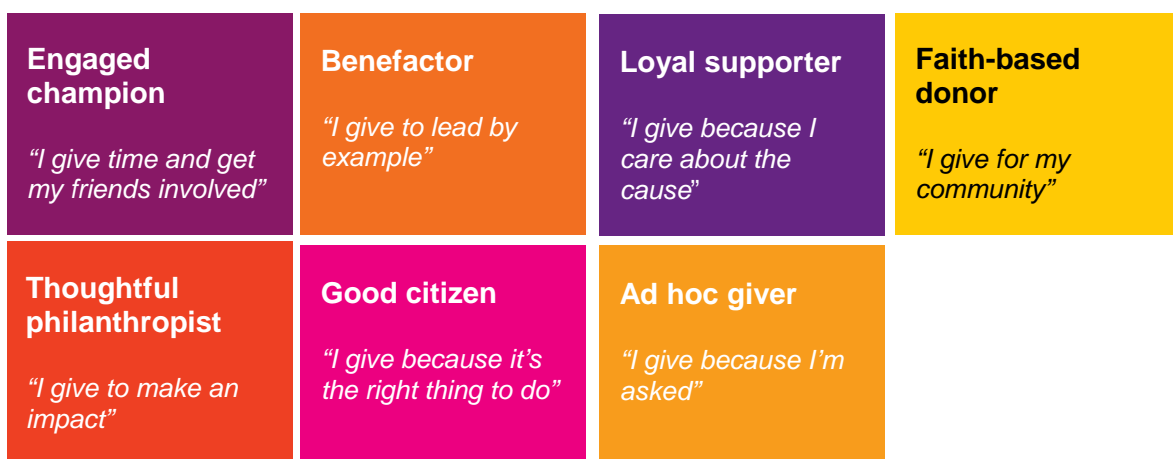 Engaged
champion
“I give time and get
my friends involved”
Benefactor
“I give to lead by
example”
Loyal supporter
“I give because I
care about the
cause”
Faith-based
donor
“I give for my
community”
Thoughtful
philanthropist
“I give to make an
impact”
Good citizen
“I give because it’s
the right thing to do”
Ad hoc giver
“I give because I’m
asked”